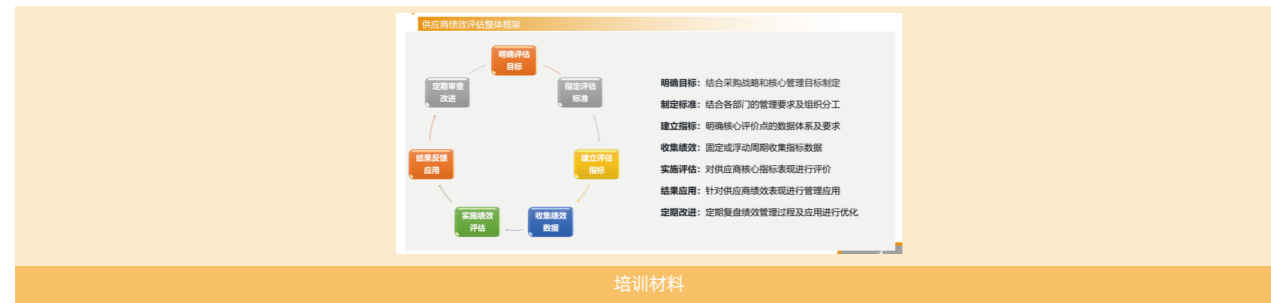 供应商绩效评估整体框架
明确评估
目标
指定评估
标准
建立评估
指标
收集绩效
数据
实施绩效
评估
结果反馈
应用
定期审查
改进
明确目标：结合采购战略和核心管理目标制定
制定标准：结合各部门的管理要求及组织分工
建立指标：明确核心评价点的数据体系及要求
收集绩效：固定或浮动周期收集指标数据
实施评估：对供应商核心指标表现进行评价
结果应用：针对供应商绩效表现进行管理应用
定期改进：定期复盘绩效管理过程及应用进行优化
培训材料